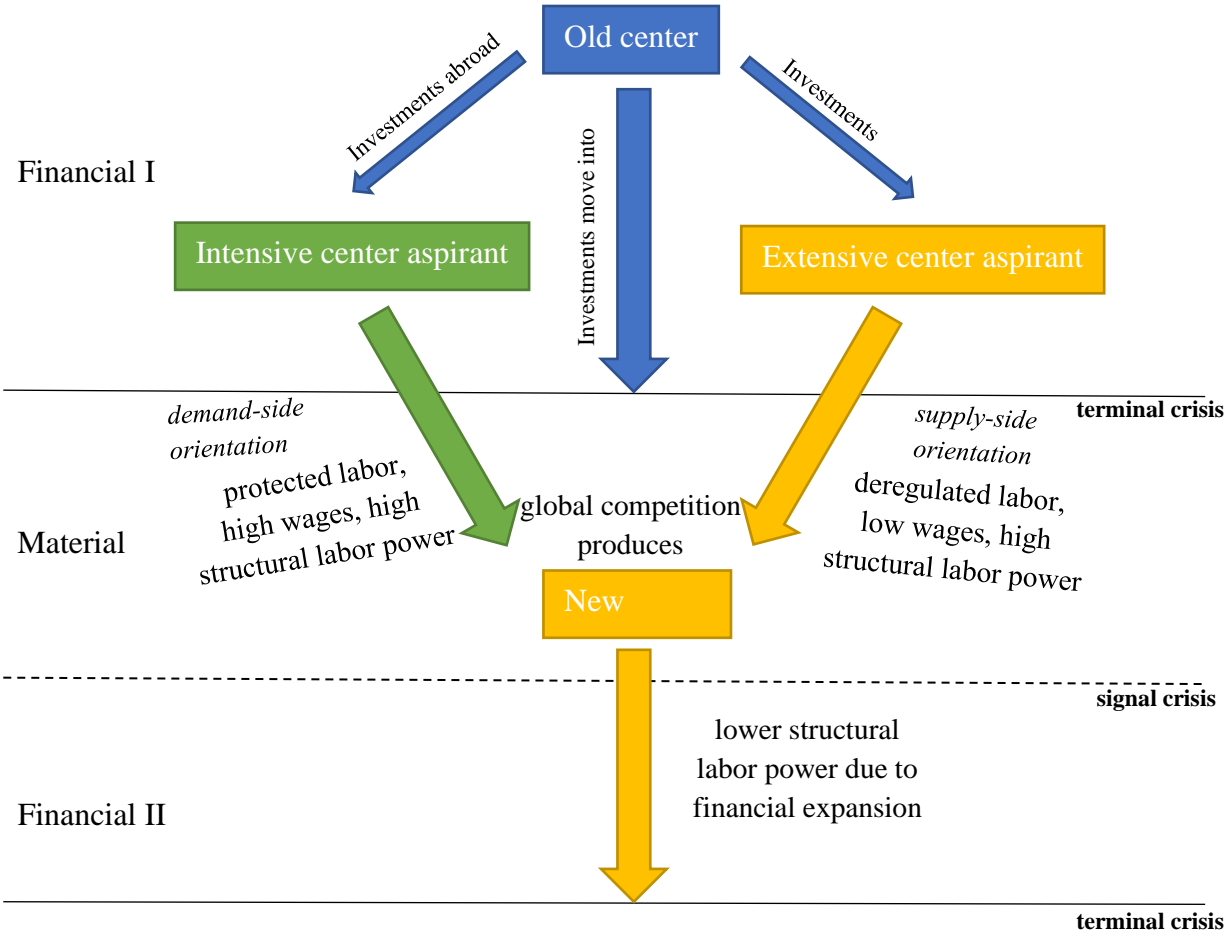 Old center
Investments abroad
Investments
Investments move into
Financial I
Intensive center aspirant
Extensive center aspirant
terminal crisis
demand-side
orientation
protected labor,
high wages, high
structural labor power
supply-side
orientation
deregulated labor,
low wages, high
structural labor power
global competition
produces
Material
New
signal crisis
lower structural
labor power due to
financial expansion
Financial II
terminal crisis